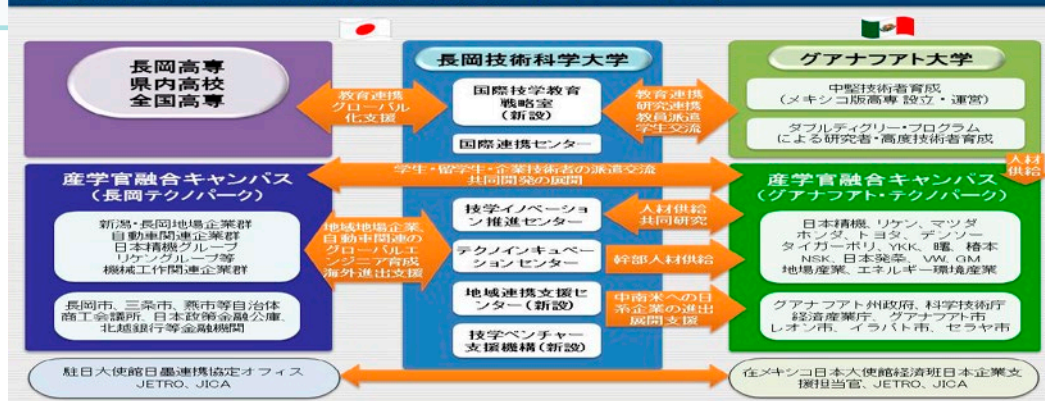 長岡高専
県内高校
全国高専
教育連携
グローバル
化支援
長岡技術科学大学
国際技学教育
戦略室
(新設)
国際連携センター
教育連携
研究連携
教員派遣
学生交流
グアナフアト大学
中堅技術者育成
(メキシコ版高専 設立・運営)
ダブルディグリー・プログラム
による研究者・高度技術者育成
人材
供給
学生・留学生・企業技術者の派遣交流
共同開発の展開
産学官融合キャンパス
(長岡テクノパーク)
新潟・長岡地場企業群
自動車関連企業群
日本精機グループ
リケングループ等
機械工作関連企業群
長岡市、三条市、燕市等自治体
商工会議所、日本政策金融公庫、
北越銀行等金融機関
地域地場企業、
自動車関連の
グローバルエ
ンジニア育成
海外進出支援
技学イノベーショ
ン推進センター
テクノインキュベー
ションセンター
地域連携支援セ
ンター(新設)
技学ベンチャー
支援機構(新設)
人材供給
共同研究
幹部人材供給
中南米への日
系企業の進出
展開支援
産学官融合キャンパス
(グアナフアト・テクノパーク)
日本精機、リケン、マツダ
ホンダ、トヨタ、デンソー
タイガーポリ、YKK、曙、椿本
NSK、日本発条、VW、GM
地場産業、エネルギー環境産業
グアナフアト州政府、科学技術庁
経済産業庁、グアナフアト市
レオン市、イラパト市、セラヤ市
駐日大使館日墨連携協定オフィス
JETRO、JICA
在メキシコ日本大使館経済班日本企業支
援担当官、JETRO、JICA